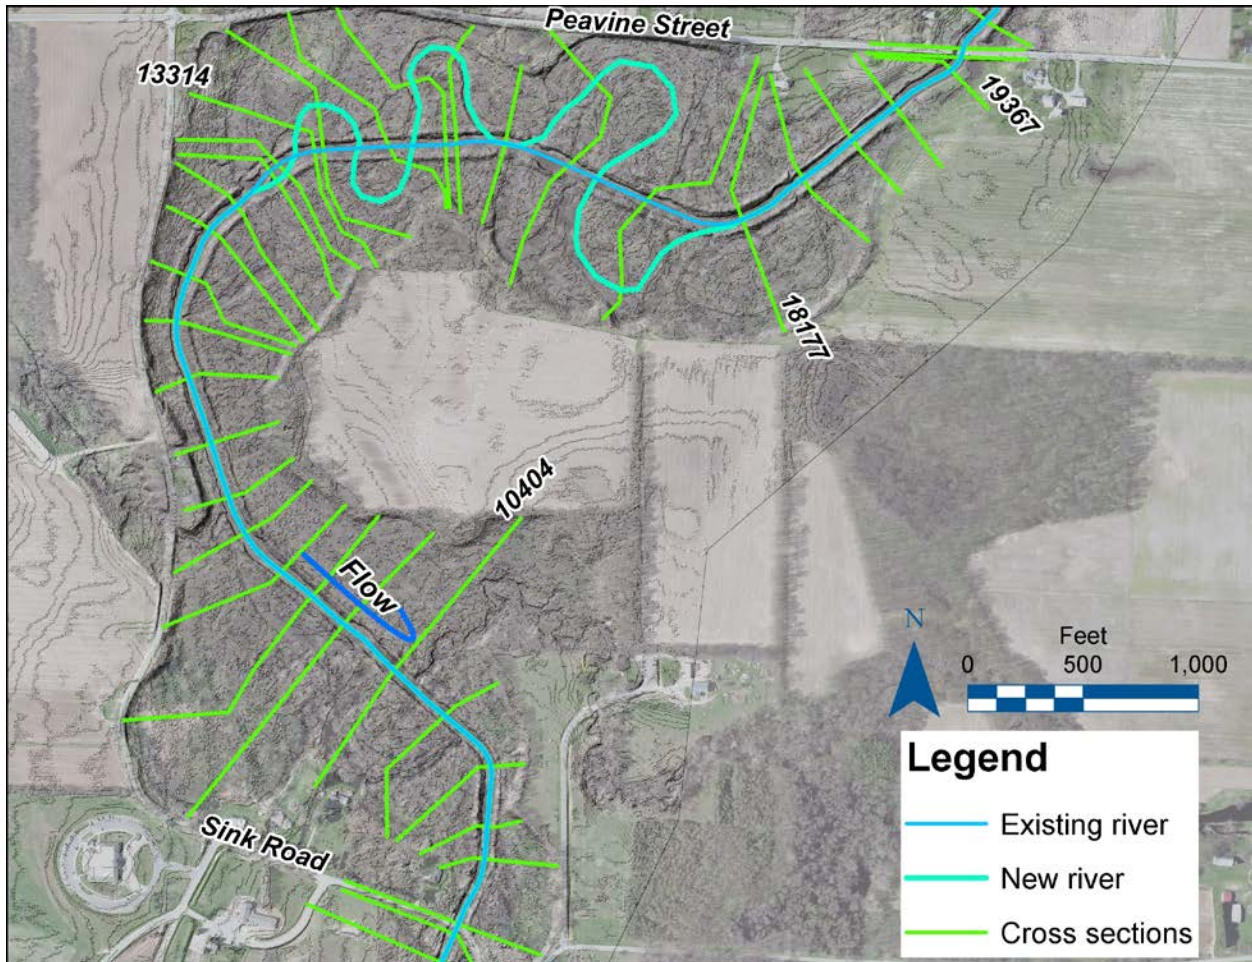 Peavine Street
13314
19367
18177
10404
Flow
N
Feet
0 500 1,000
Sink Road
Legend
Existing river
New river
Cross sections